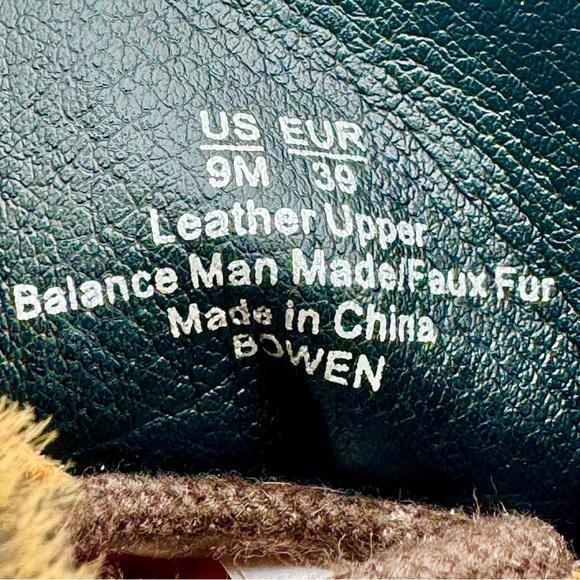 US EUR
9M 39
Leather Upper
Balance Man Made/Faux Fur
Made in China
BOWEN